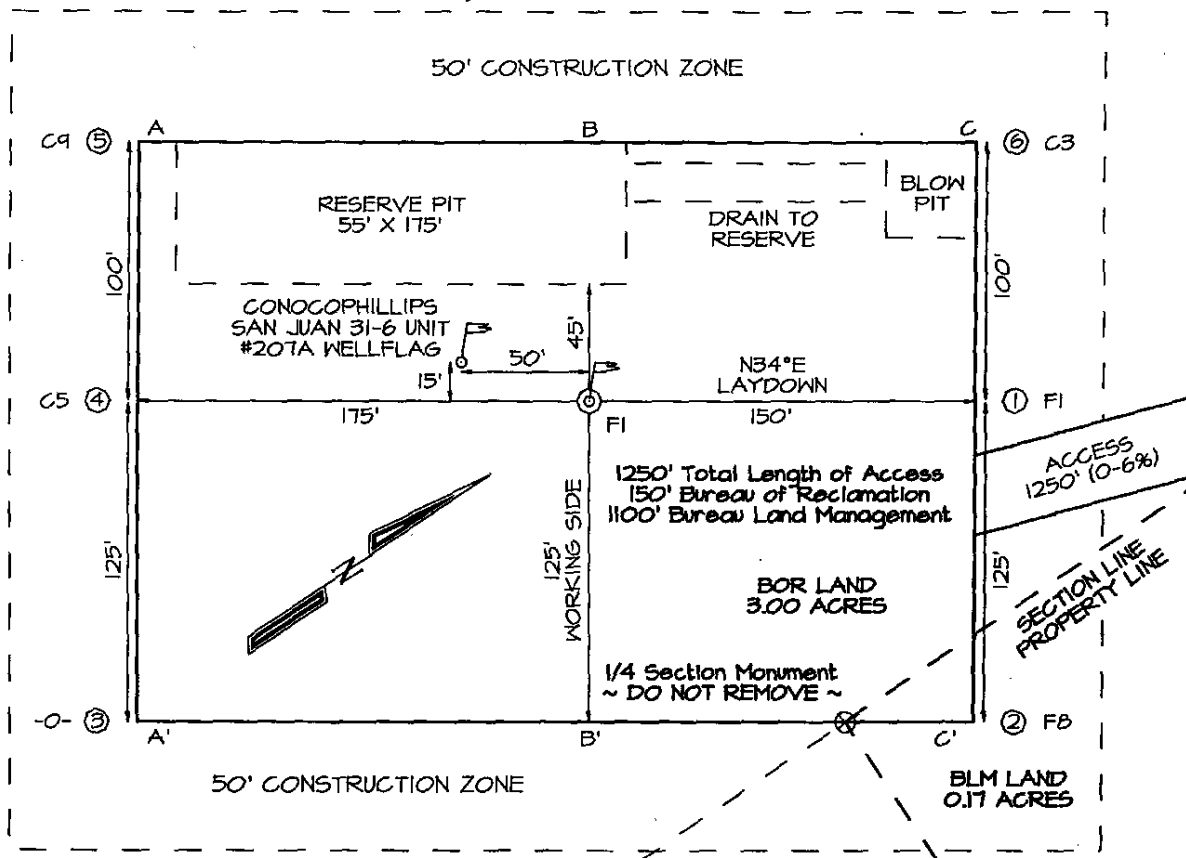 50' CONSTRUCTION ZONE
A
B
C
C9 ⑤
⑥ C3
RESERVE PIT
55' X 175'
BLOW
PIT
DRAIN TO
RESERVE
100'
100'
CONOCOPHILLIPS
SAN JUAN 31-6 UNIT
#207A WELLFLAG
50'
45'
15'
N34°E
LAYDOWN
C5 ④
175'
F1
150'
① F1
ACCESS
1250' (0-6%)
1250' Total Length of Access
150' Bureau of Reclamation
1100' Bureau Land Management
N
125'
125'
WORKING SIDE
125'
BOR LAND
3.00 ACRES
SECTION LINE
PROPERTY LINE
1/4 Section Monument
~ DO NOT REMOVE ~
-0- ③
② F8
A'
B'
C'
50' CONSTRUCTION ZONE
BLM LAND
0.17 ACRES